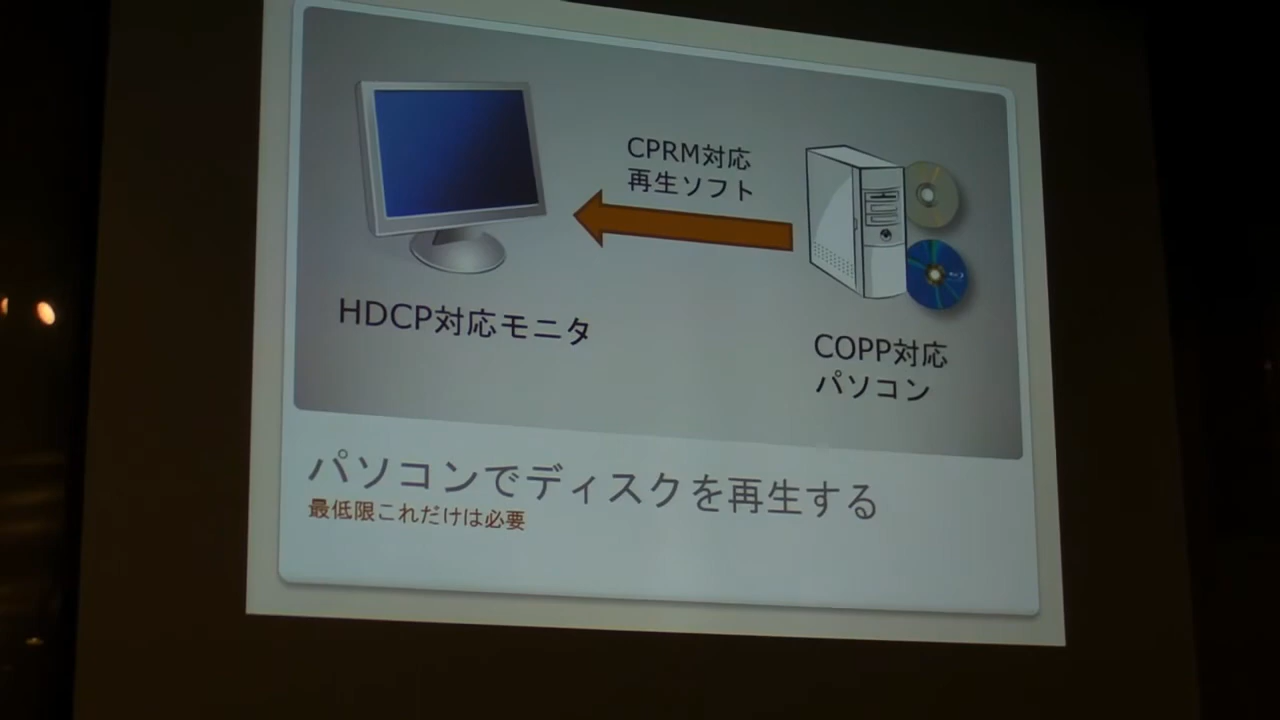 CPRM対応
再生ソフト
HDCP対応モニタ
COPP対応
パソコン
パソコンでディスクを再生する
最低限これだけは必要